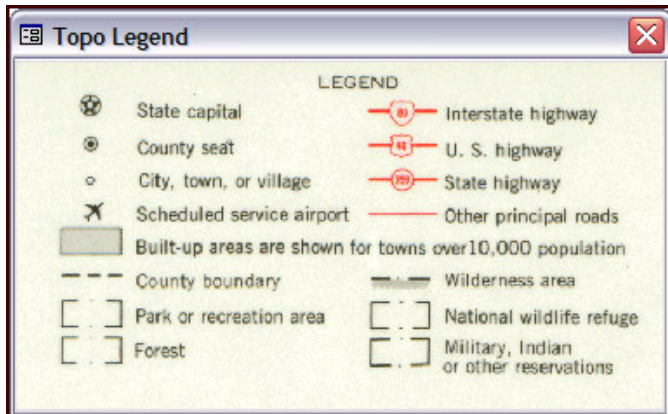 Topo Legend
LEGEND
State capital
Interstate highway
County seat
U. S. highway
City, town, or village
State highway
Scheduled service airport
Other principal roads
Built-up areas are shown for towns over 10,000 population
County boundary
Wilderness area
Park or recreation area
National wildlife refuge
Forest
Military, Indian
or other reservations